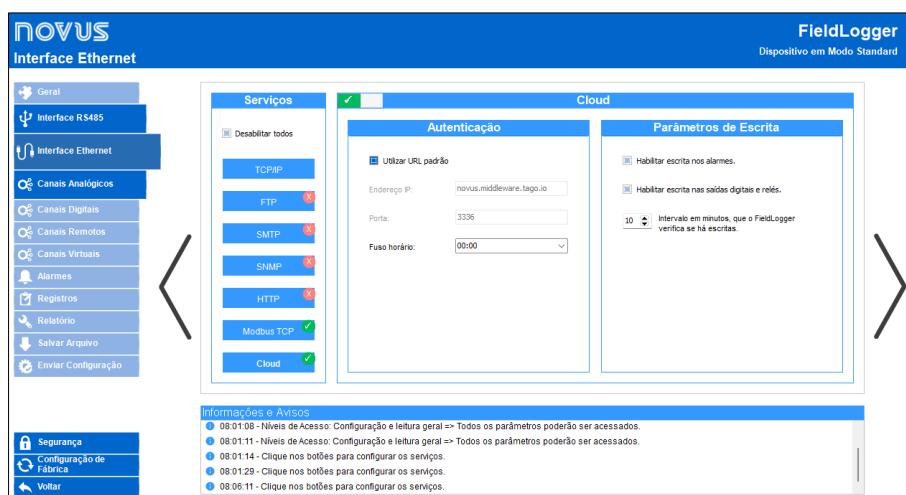 novus
FieldLogger
Interface Ethernet
Dispositivo em Modo Standard
Geral
Interface RS485
Interface Ethernet
Canais Analógicos
Canais Digitais
Canais Remotos
Canais Virtuais
Alarmes
Registros
Relatório
Salvar Arquivo
Enviar Configuração
Segurança
Configuração de
Fábrica
Voltar
Serviços
Desabilitar todos
TCP/IP
FTP
SMTP
SNMP
HTTP
Modbus TCP
Cloud
Cloud
Autenticação
Utilizar URL padrão
Endereço IP: novus.middleware.tago.io
Porta: 3336
Fuso horário: 00:00
Parâmetros de Escrita
Habilitar escrita nos alarmes.
Habilitar escrita nas saídas digitais e relés.
10 Intervalo em minutos, que o FieldLogger
verifica se há escritas.
Informações e Avisos
08:01:08 - Níveis de Acesso: Configuração e leitura geral => Todos os parâmetros poderão ser acessados.
08:01:11 - Níveis de Acesso: Configuração e leitura geral => Todos os parâmetros poderão ser acessados.
08:01:14 - Clique nos botões para configurar os serviços.
08:01:29 - Clique nos botões para configurar os serviços.
08:06:11 - Clique nos botões para configurar os serviços.